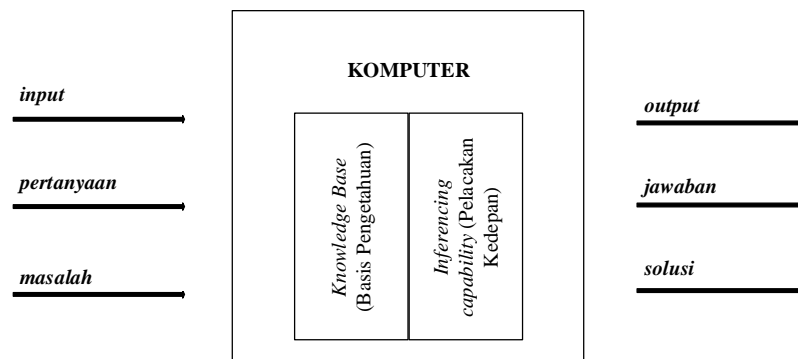 input
pertanyaan
masalah
KOMPUTER
Knowledge Base
(Basis Pengetahuan)
Inferencing
capability (Pelacakan
Kedepan)
output
jawaban
solusi